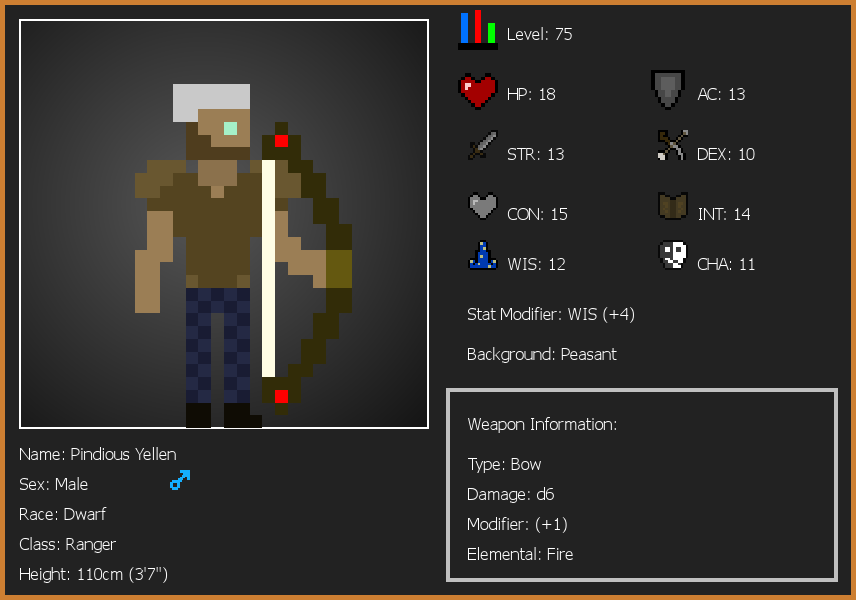 Level: 75
HP: 18
AC: 13
STR: 13
DEX: 10
CON: 15
INT: 14
WIS: 12
CHA: 11
Stat Modifier: WIS (+4)
Background: Peasant
Weapon Information:
Type: Bow
Damage: d6
Modifier: (+1)
Elemental: Fire
Name: Pindious Yellen
Sex: Male
Race: Dwarf
Class: Ranger
Height: 110cm (3'7")